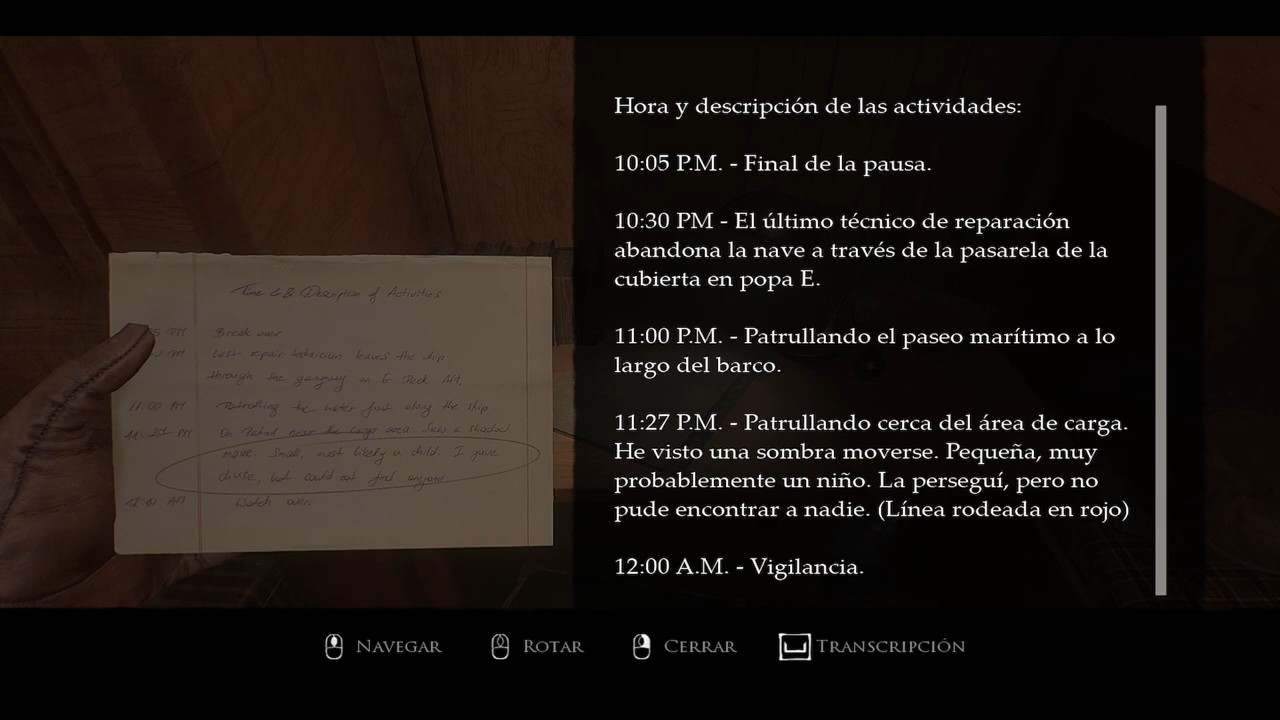 Time & Description of Activities
PM Break over
PM Last repair technician leaves the ship
through the gangway on E Deck Aft.
11:00 PM Patrolling the water front along the ship
11:27 PM On Patrol near the cargo area. Saw a shadow
move. Small, most likely a child. I gave
chase, but could not find anyone.
12:00 AM Watch over.
Hora y descripción de las actividades:
10:05 P.M. - Final de la pausa.
10:30 PM - El último técnico de reparación
abandona la nave a través de la pasarela de la
cubierta en popa E.
11:00 P.M. - Patrullando el paseo marítimo a lo
largo del barco.
11:27 P.M. - Patrullando cerca del área de carga.
He visto una sombra moverse. Pequeña, muy
probablemente un niño. La perseguí, pero no
pude encontrar a nadie. (Línea rodeada en rojo)
12:00 A.M. - Vigilancia.
Navegar
Rotar
Cerrar
Transcripción